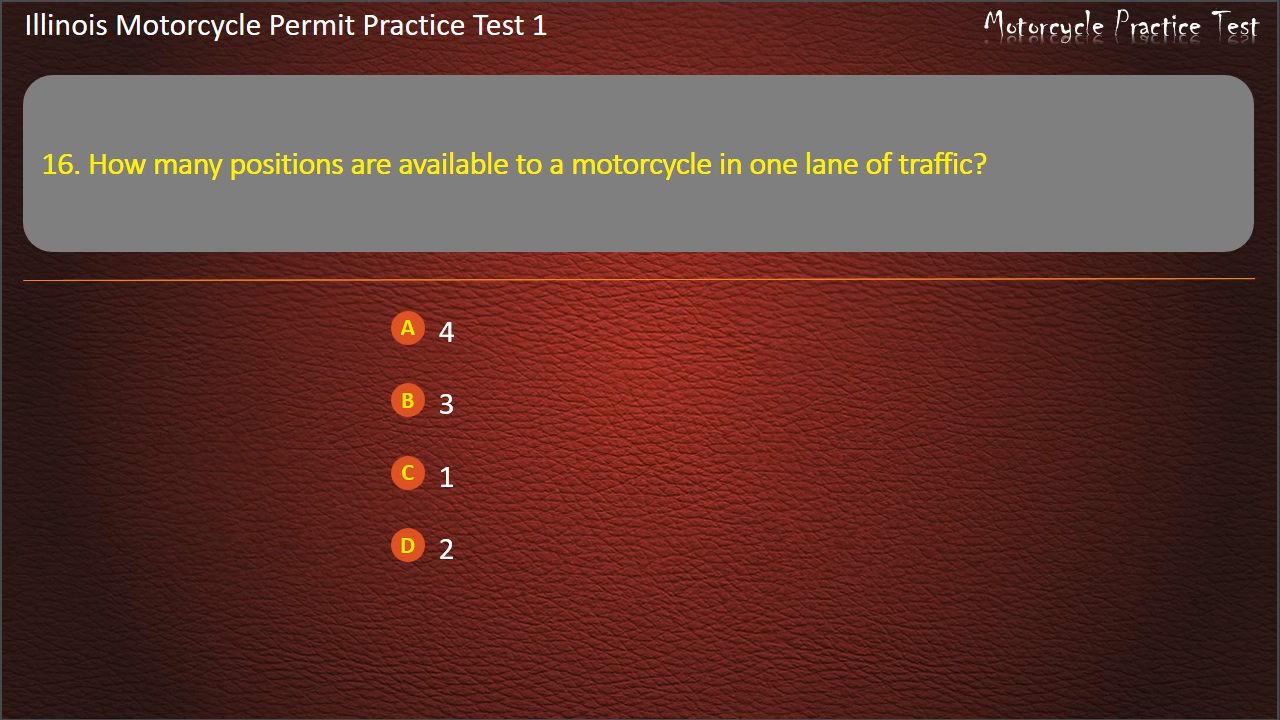 Illinois Motorcycle Permit Practice Test 1
Motorcycle Practice Test
16. How many positions are available to a motorcycle in one lane of traffic?
A 4
B 3
C 1
D 2